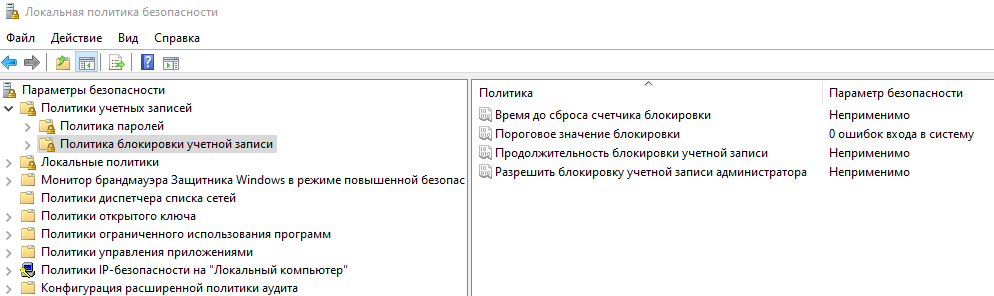 Локальная политика безопасности
Файл Действие Вид Справка
Параметры безопасности
Политики учетных записей
Политика паролей
Политика блокировки учетной записи
Локальные политики
Монитор брандмауэра Защитника Windows в режиме повышенной безопас
Политики диспетчера списка сетей
Политики открытого ключа
Политики ограниченного использования программ
Политики управления приложениями
Политики IP-безопасности на "Локальный компьютер"
Конфигурация расширенной политики аудита
Политика Параметр безопасности
Время до сброса счетчика блокировки Неприменимо
Пороговое значение блокировки 0 ошибок входа в систему
Продолжительность блокировки учетной записи Неприменимо
Разрешить блокировку учетной записи администратора Неприменимо